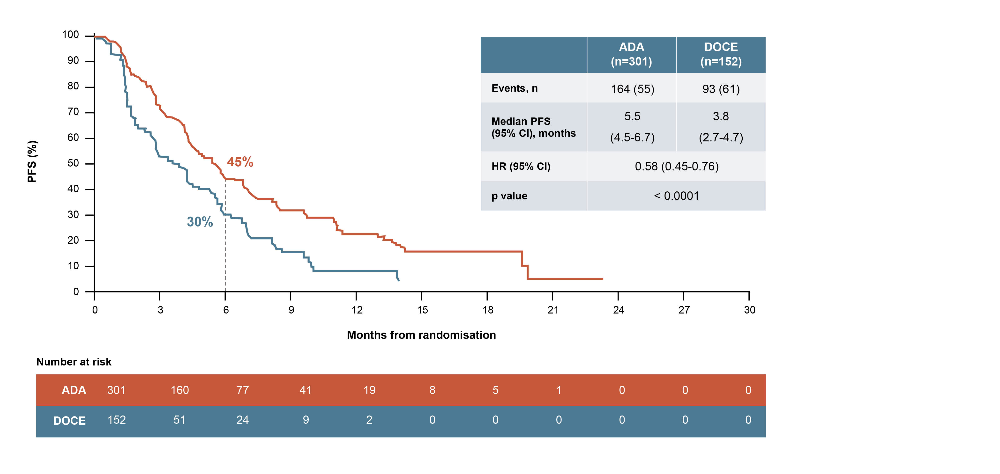 100
90
80
70
60
50
40
30
20
10
0
PFS (%)
45%
30%
0 3 6 9 12 15 18 21 24 27 30
Months from randomisation
ADA DOCE
(n=301) (n=152)
Events, n 164 (55) 93 (61)
Median PFS
(95% CI), months
5.5 3.8
(4.5-6.7) (2.7-4.7)
HR (95% CI) 0.58 (0.45-0.76)
p value < 0.0001
Number at risk
ADA 301 160 77 41 19 8 5 1 0 0 0
DOCE 152 51 24 9 2 0 0 0 0 0 0